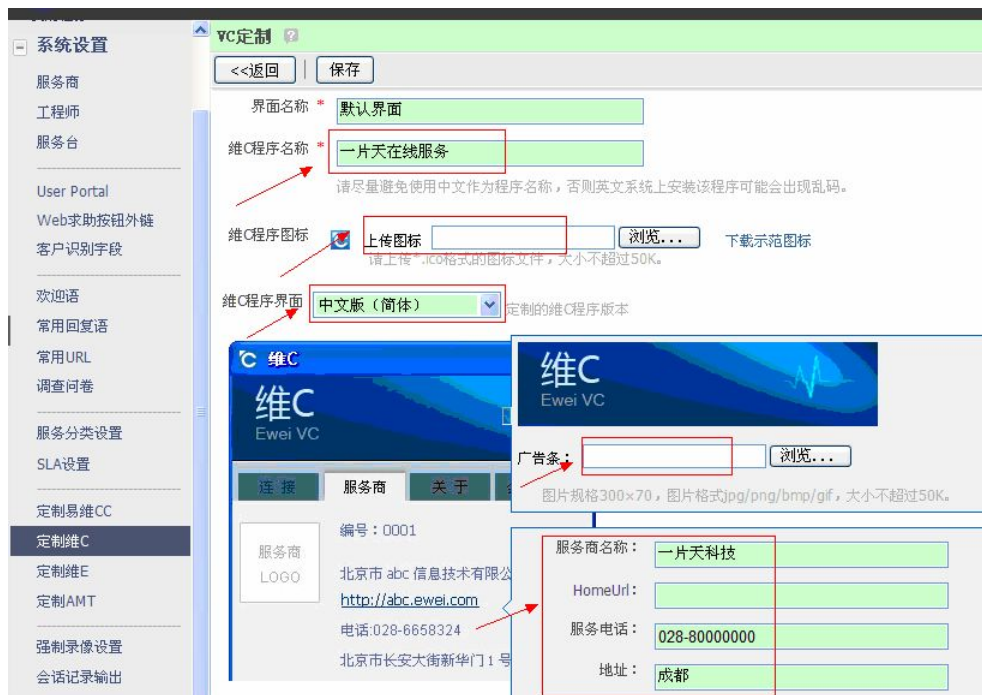 系统设置
服务商
工程师
服务台
User Portal
Web求助按钮外链
客户识别字段
欢迎语
常用回复语
常用URL
调查问卷
服务分类设置
SLA设置
定制易维CC
定制维C
定制维E
定制AMT
强制录像设置
会话记录输出
VC定制
<<返回 保存
界面名称 * 默认界面
维C程序名称 * 一片天在线服务
请尽量避免使用中文作为程序名称，否则英文系统上安装该程序可能会出现乱码。
维C程序图标 上传图标 浏览... 下载示范图标
请上传*.ico格式的图标文件，大小不超过50K。
维C程序界面 中文版（简体） 定制的维C程序版本
维C
维C
Ewei VC
连接 服务商 关于
服务商
LOGO
编号：0001
北京市 abc 信息技术有限公
http://abc.ewei.com
电话:028-6658324
北京市长安大街新华门1号
维C
Ewei VC
广告条： 浏览...
图片规格300×70，图片格式jpg/png/bmp/gif，大小不超过50K。
服务商名称： 一片天科技
HomeUrl：
服务电话： 028-80000000
地址： 成都